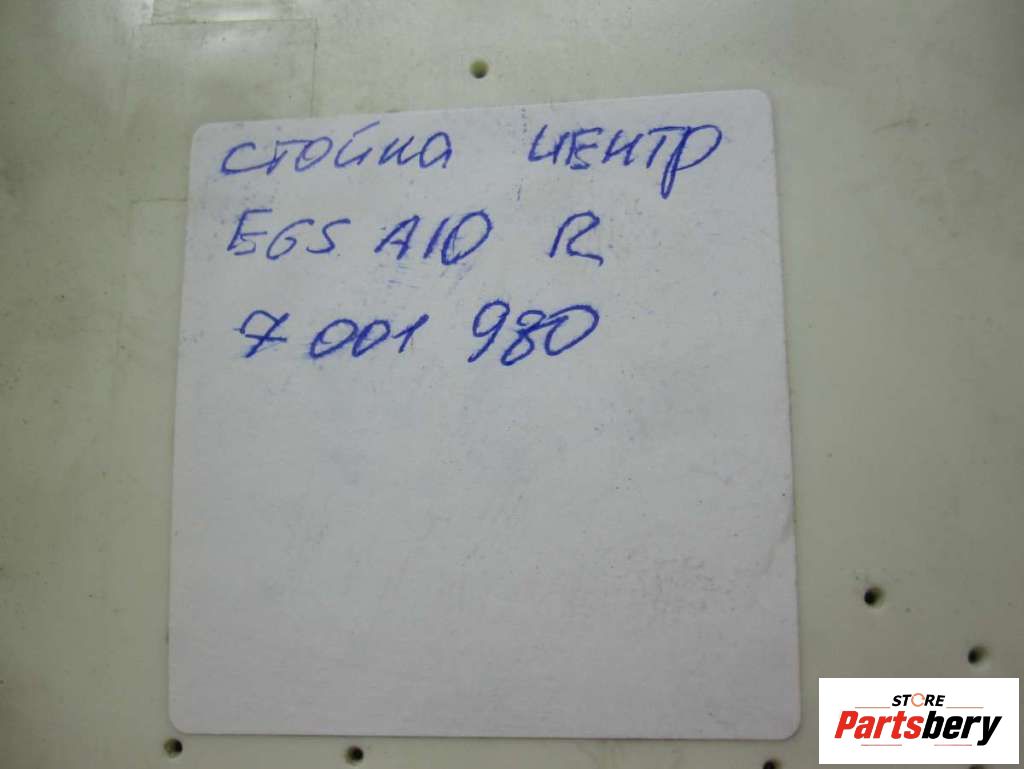 стойка центр
E65 A10 R
7 001 980
STORE
Partsbery